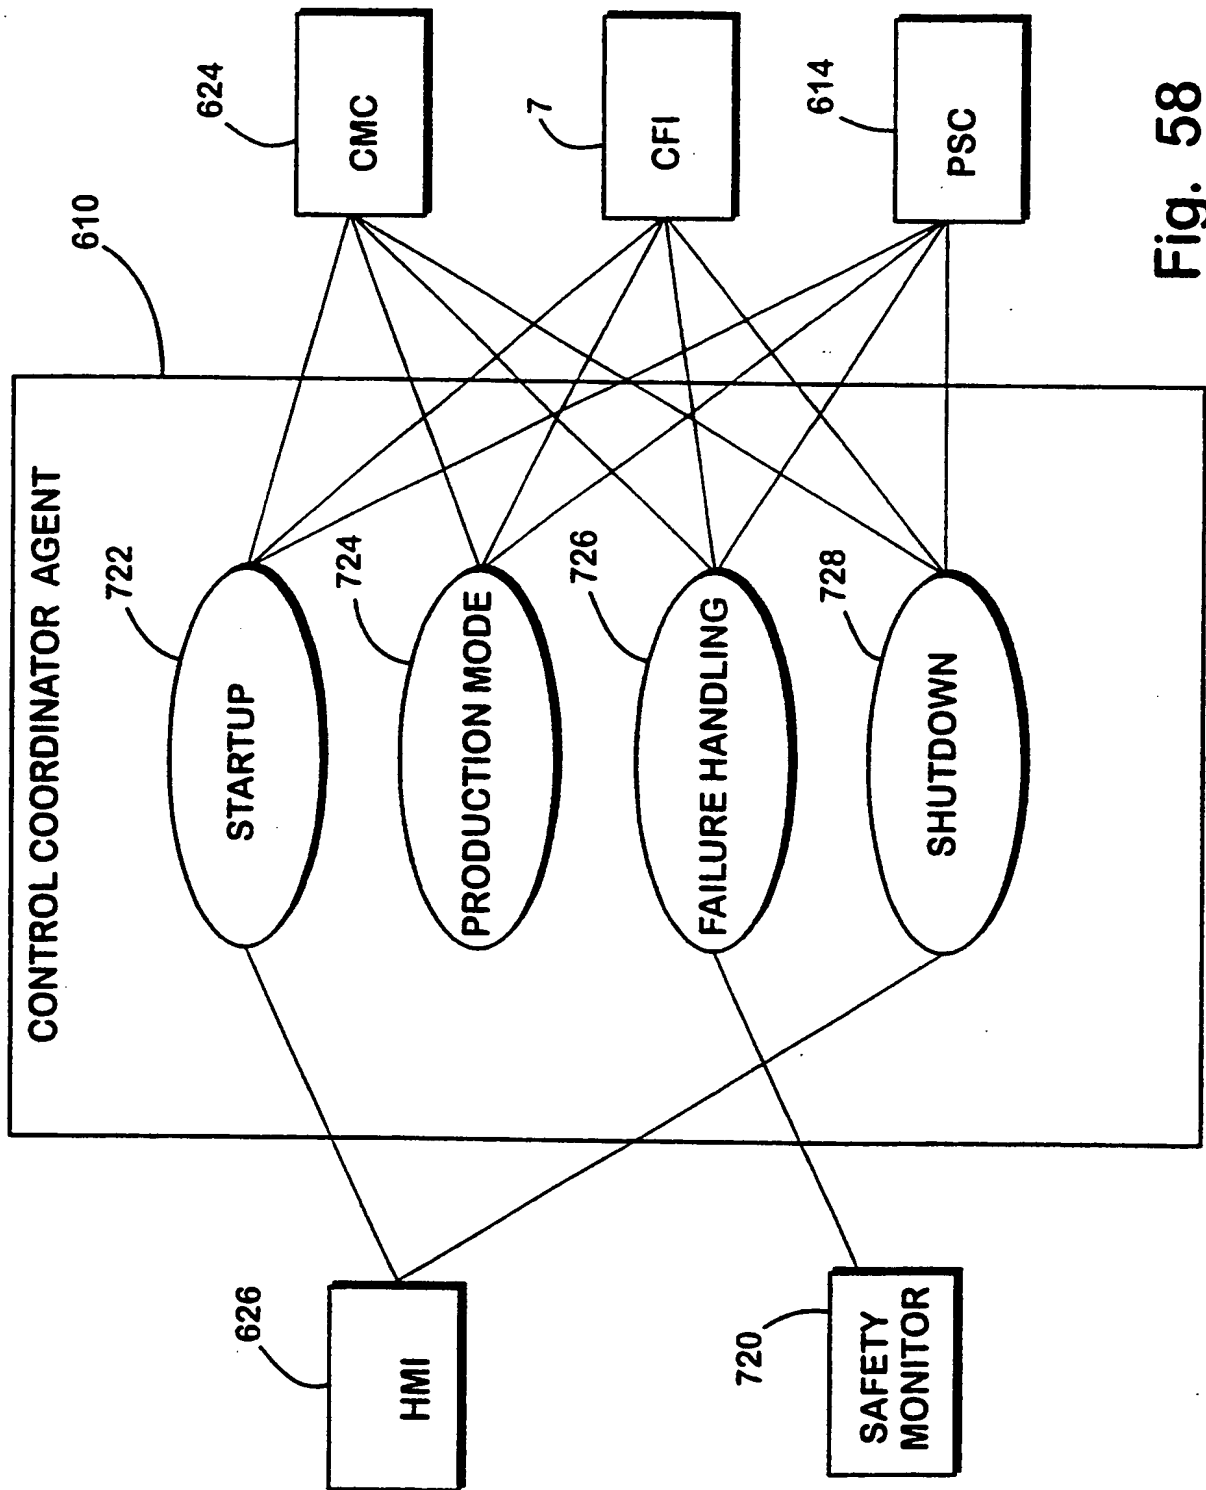 CONTROL COORDINATOR AGENT
610
626
HMI
720
SAFETY
MONITOR
722
STARTUP
724
PRODUCTION MODE
726
FAILURE HANDLING
728
SHUTDOWN
624
CMC
7
CFI
614
PSC
Fig. 58